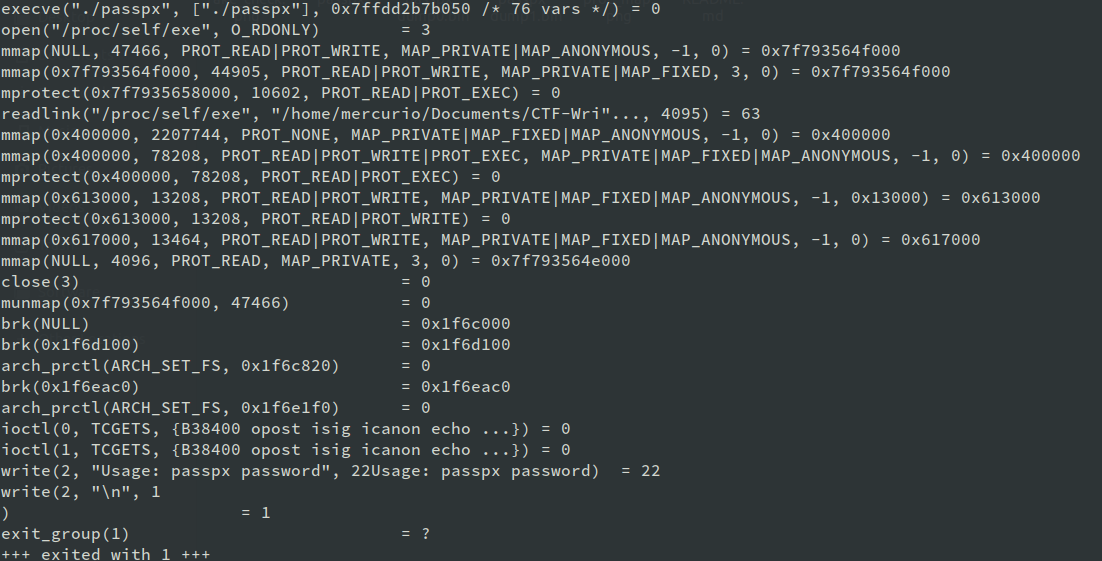 execve("./passpx", ["./passpx"], 0x7ffdd2b7b050 /* 76 vars */) = 0
open("/proc/self/exe", O_RDONLY)        = 3
mmap(NULL, 47466, PROT_READ|PROT_WRITE, MAP_PRIVATE|MAP_ANONYMOUS, -1, 0) = 0x7f793564f000
mmap(0x7f793564f000, 44905, PROT_READ|PROT_WRITE, MAP_PRIVATE|MAP_FIXED, 3, 0) = 0x7f793564f000
mprotect(0x7f7935658000, 10602, PROT_READ|PROT_EXEC) = 0
readlink("/proc/self/exe", "/home/mercurio/Documents/CTF-Wri"..., 4095) = 63
mmap(0x400000, 2207744, PROT_NONE, MAP_PRIVATE|MAP_FIXED|MAP_ANONYMOUS, -1, 0) = 0x400000
mmap(0x400000, 78208, PROT_READ|PROT_WRITE|PROT_EXEC, MAP_PRIVATE|MAP_FIXED|MAP_ANONYMOUS, -1, 0) = 0x400000
mprotect(0x400000, 78208, PROT_READ|PROT_EXEC) = 0
mmap(0x613000, 13208, PROT_READ|PROT_WRITE, MAP_PRIVATE|MAP_FIXED|MAP_ANONYMOUS, -1, 0x13000) = 0x613000
mprotect(0x613000, 13208, PROT_READ|PROT_WRITE) = 0
mmap(0x617000, 13464, PROT_READ|PROT_WRITE, MAP_PRIVATE|MAP_FIXED|MAP_ANONYMOUS, -1, 0) = 0x617000
mmap(NULL, 4096, PROT_READ, MAP_PRIVATE, 3, 0) = 0x7f793564e000
close(3)                                = 0
munmap(0x7f793564f000, 47466)           = 0
brk(NULL)                               = 0x1f6c000
brk(0x1f6d100)                          = 0x1f6d100
arch_prctl(ARCH_SET_FS, 0x1f6c820)      = 0
brk(0x1f6eac0)                          = 0x1f6eac0
arch_prctl(ARCH_SET_FS, 0x1f6e1f0)      = 0
ioctl(0, TCGETS, {B38400 opost isig icanon echo ...}) = 0
ioctl(1, TCGETS, {B38400 opost isig icanon echo ...}) = 0
write(2, "Usage: passpx password", 22Usage: passpx password)  = 22
write(2, "\n", 1
)                       = 1
exit_group(1)                           = ?
+++ exited with 1 +++